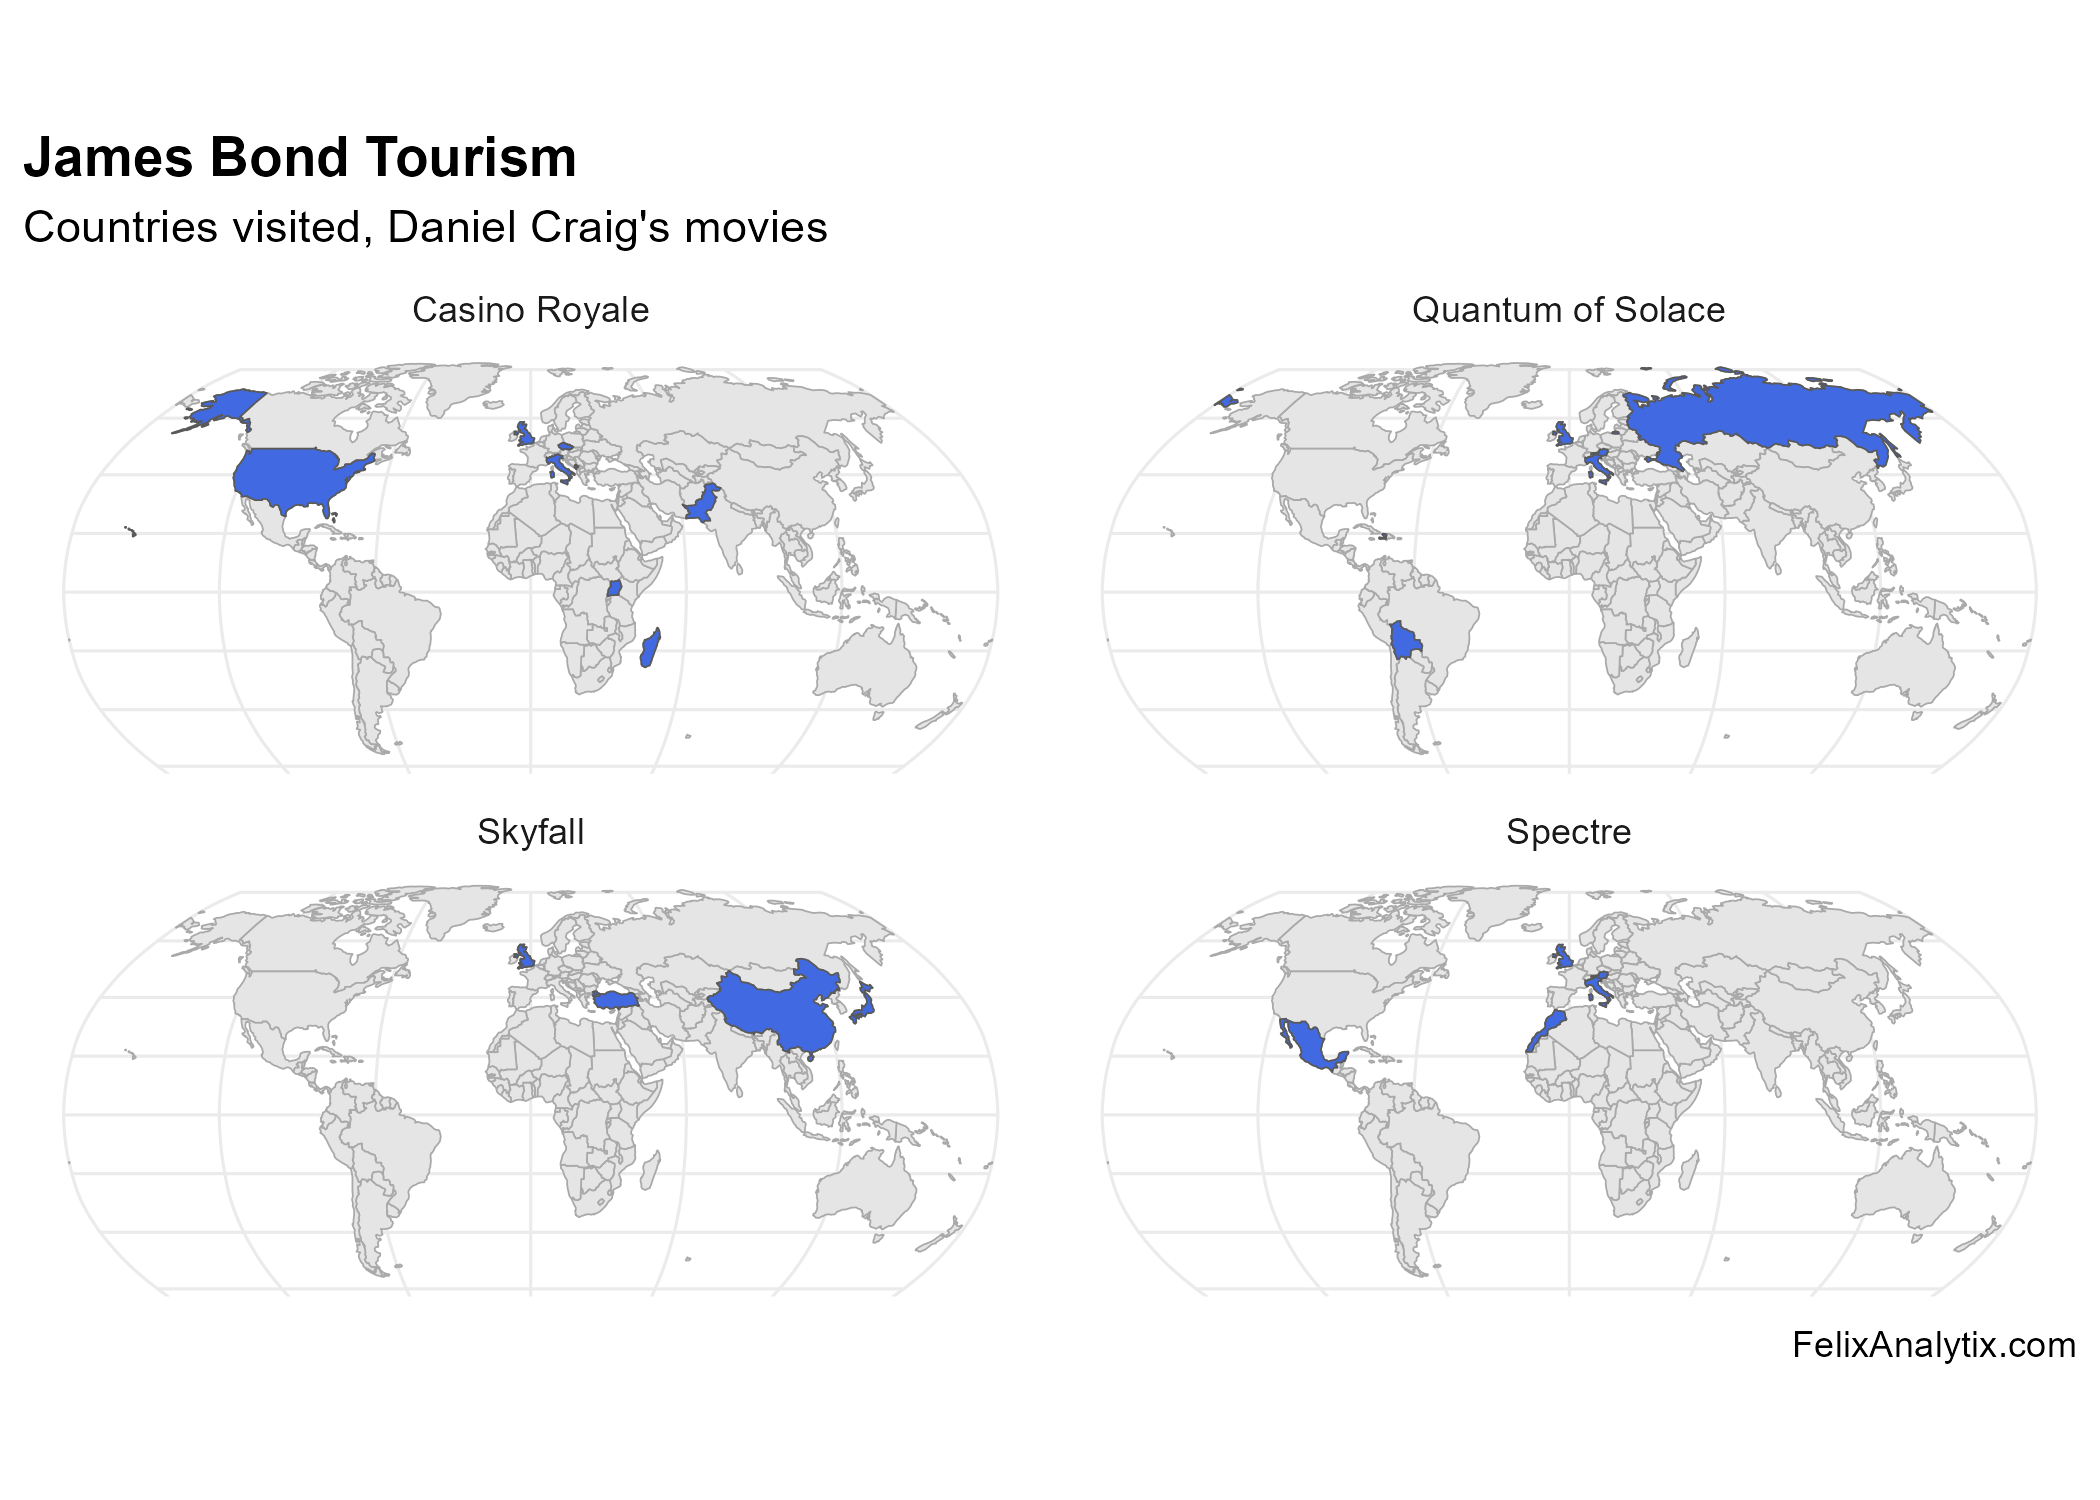 James Bond Tourism
Countries visited, Daniel Craig's movies
Casino Royale
Quantum of Solace
Skyfall
Spectre
FelixAnalytix.com